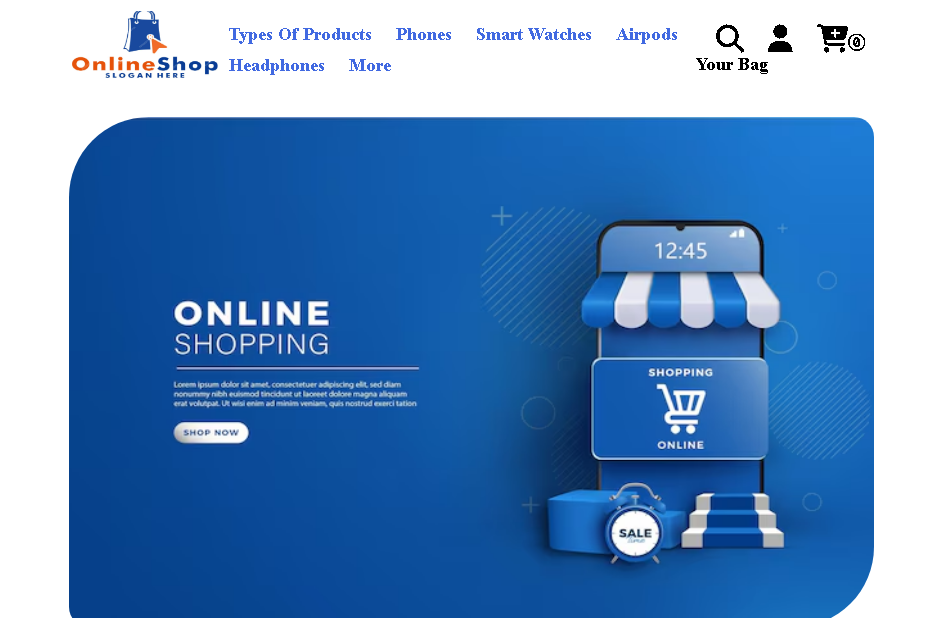 OnlineShop
SLOGAN HERE
Types Of Products Phones Smart Watches Airpods
Headphones More
0
Your Bag
ONLINE
SHOPPING
Lorem ipsum dolor sit amet, consectetuer adipiscing elit, sed diam
nonummy nibh euismod tincidunt ut laoreet dolore magna aliquam
erat volutpat. Ut wisi enim ad minim veniam, quis nostrud exerci tation
SHOP NOW
12:45
SHOPPING
ONLINE
SALE